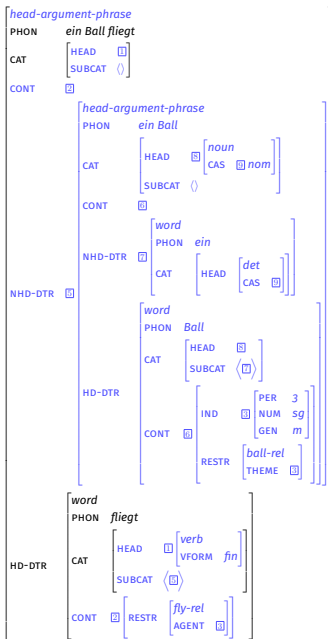 head-argument-phrase
PHON ein Ball fliegt
CAT HEAD 1
SUBCAT ⟨⟩
CONT 2
head-argument-phrase
PHON ein Ball
CAT HEAD 8 noun
CAS 9 nom
SUBCAT ⟨⟩
CONT 6
NHD-DTR 5 NHD-DTR 7 word
PHON ein
CAT HEAD det
CAS 9
HD-DTR word
PHON Ball
CAT HEAD 8
SUBCAT ⟨7⟩
CONT 6 IND 3 PER 3
NUM sg
GEN m
RESTR ball-rel
THEME 3
HD-DTR word
PHON fliegt
CAT HEAD 1 verb
VFORM fin
SUBCAT ⟨5⟩
CONT 2 RESTR fly-rel
AGENT 3